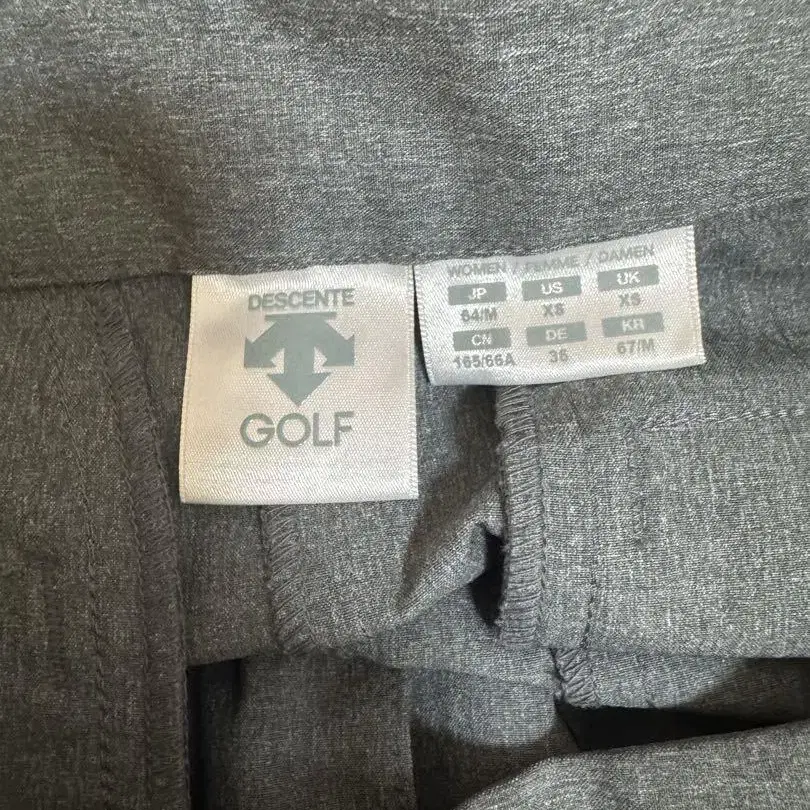 DESCENTE
GOLF
WOMEN / FEMME / DAMEN
JP US UK
64/M XS XS
CN DE KR
165/66A 36 67/M